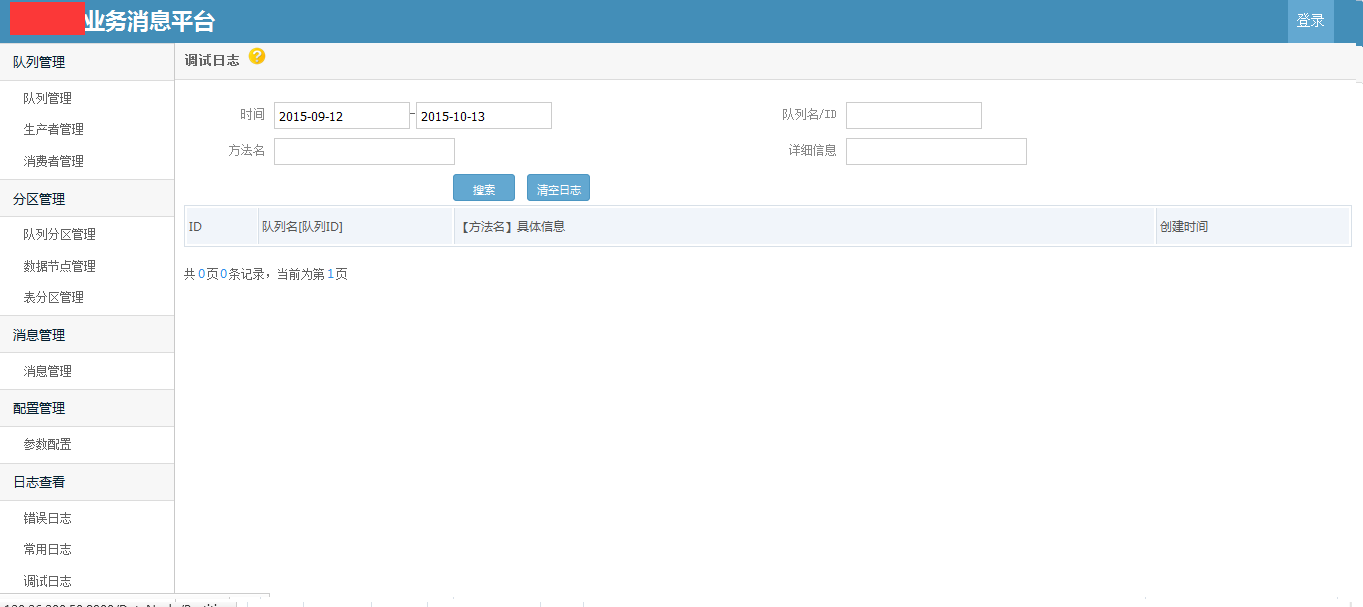 业务消息平台
登录
队列管理
队列管理
生产者管理
消费者管理
分区管理
队列分区管理
数据节点管理
表分区管理
消息管理
消息管理
配置管理
参数配置
日志查看
错误日志
常用日志
调试日志
调试日志 ?
时间 2015-09-12 - 2015-10-13 队列名/ID
方法名 详细信息
搜索 清空日志
ID 队列名[队列ID] 【方法名】具体信息 创建时间
共0页0条记录，当前为第1页